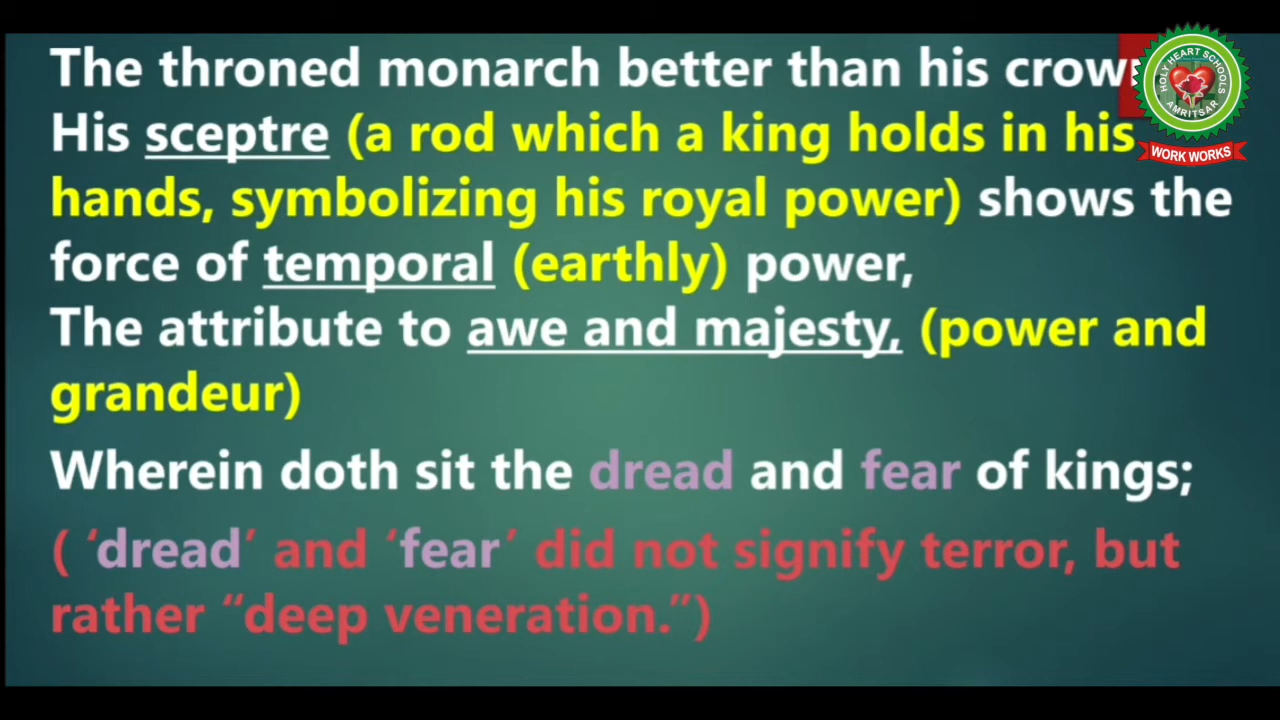 The throned monarch better than his crow
His sceptre (a rod which a king holds in his
hands, symbolizing his royal power) shows the
force of temporal (earthly) power,
The attribute to awe and majesty, (power and
grandeur)
Wherein doth sit the dread and fear of kings;
( ‘dread’ and ‘fear’ did not signify terror, but
rather “deep veneration.”)
HOLY HEART SCHOOLS
AMRITSAR
WORK WORKS